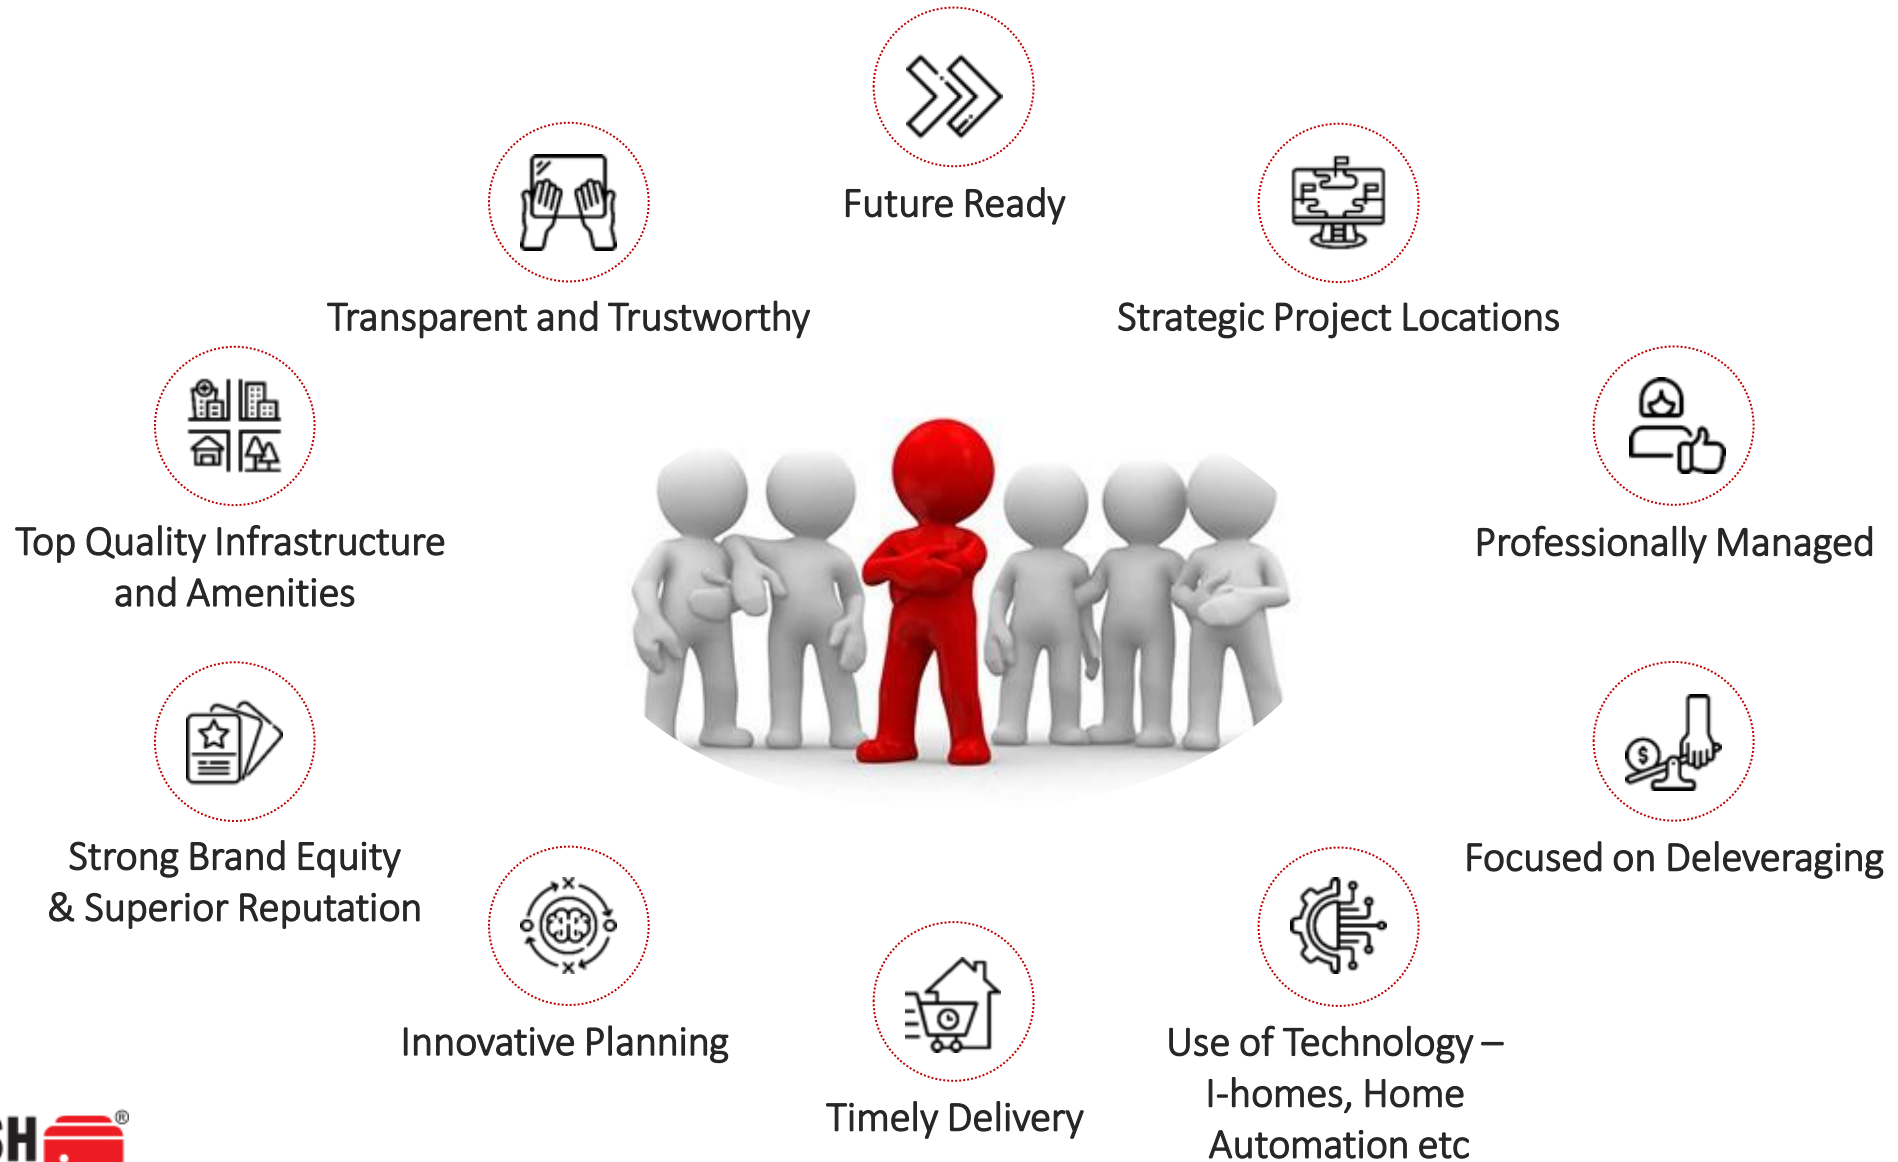 Future Ready
Transparent and Trustworthy
Strategic Project Locations
Top Quality Infrastructure
and Amenities
Professionally Managed
Strong Brand Equity
& Superior Reputation
Focused on Deleveraging
Innovative Planning
Timely Delivery
Use of Technology –
I-homes, Home
Automation etc
$
SH
®